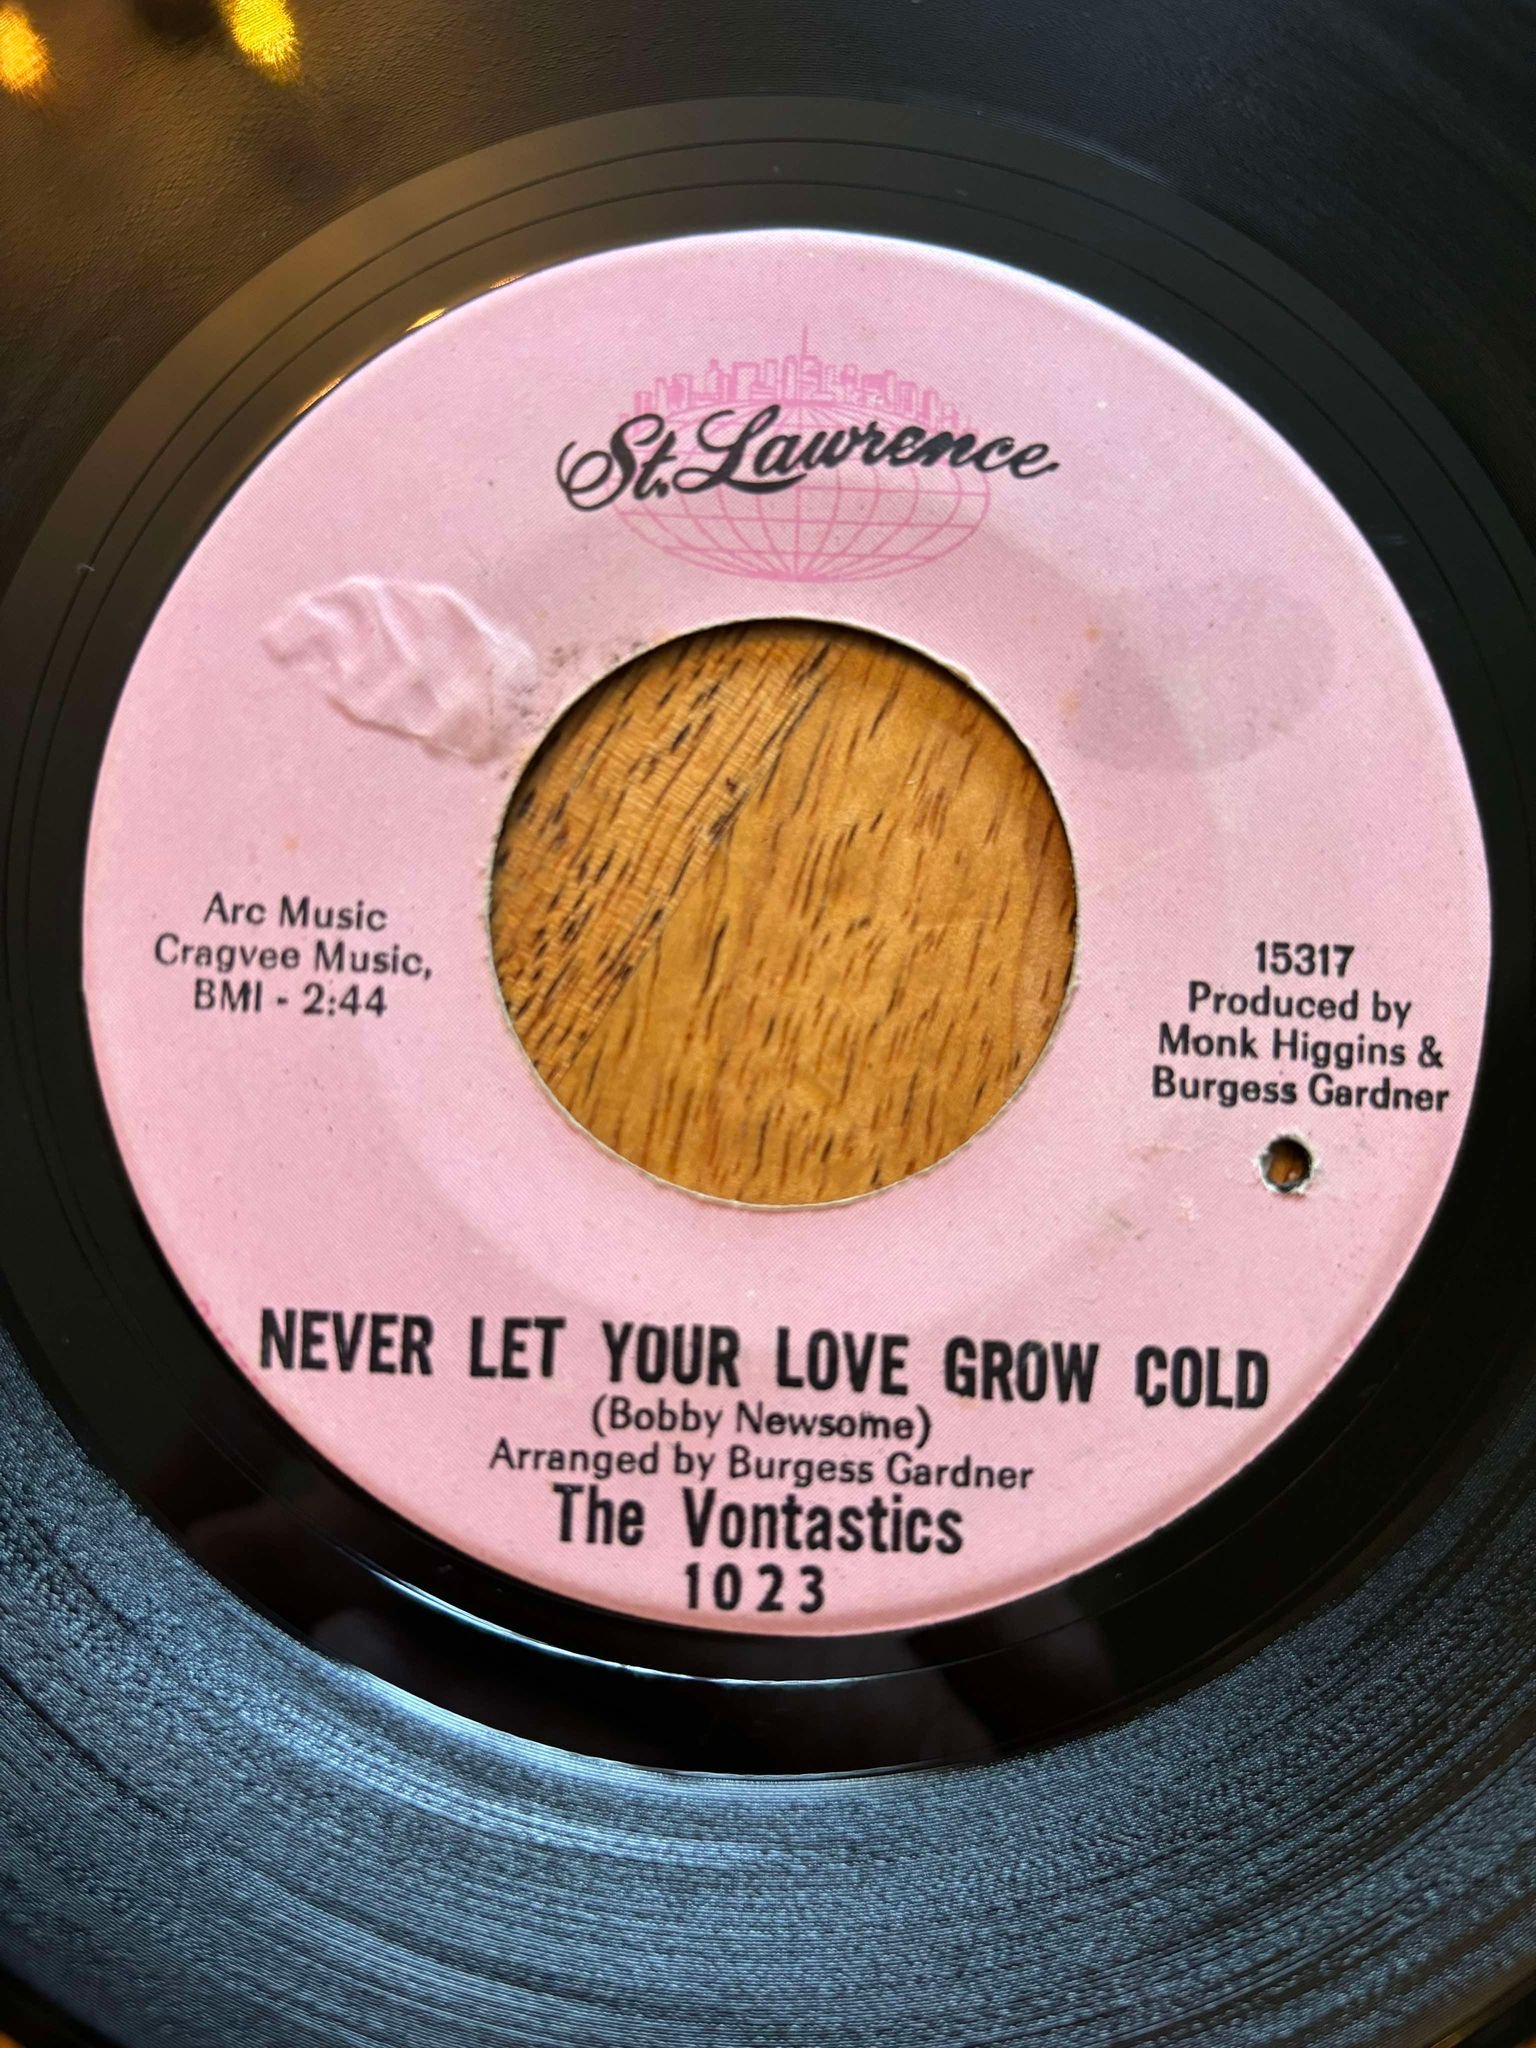 St. Lawrence
Arc Music
Cragvee Music,
BMI - 2:44
15317
Produced by
Monk Higgins &
Burgess Gardner
NEVER LET YOUR LOVE GROW COLD
(Bobby Newsome)
Arranged by Burgess Gardner
The Vontastics
1023